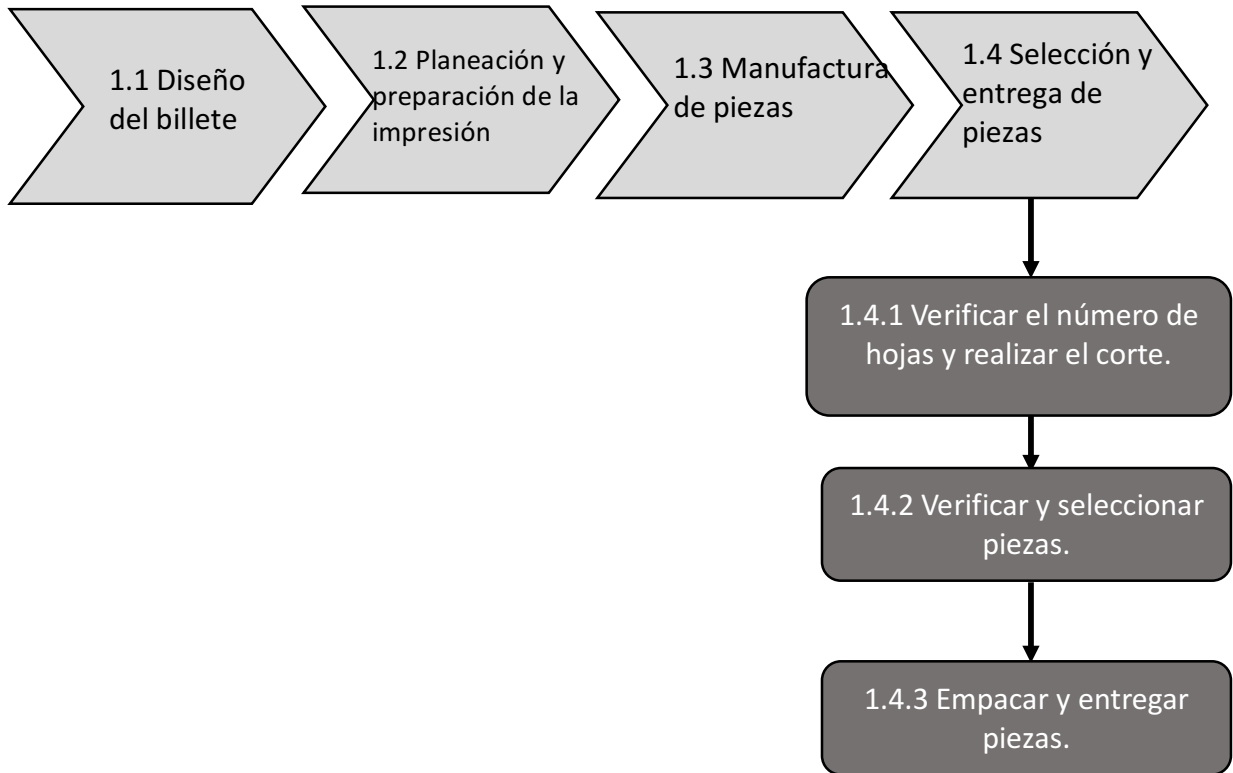 1.1 Diseño
del billete
1.2 Planeación y
preparación de la
impresión
1.3 Manufactura
de piezas
1.4 Selección y
entrega de
piezas
1.4.1 Verificar el número de
hojas y realizar el corte.
1.4.2 Verificar y seleccionar
piezas.
1.4.3 Empacar y entregar
piezas.